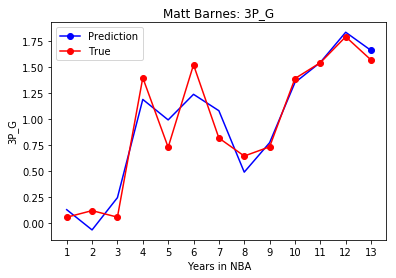 Matt Barnes: 3P_G
Prediction
True
3P_G
1.75
1.50
1.25
1.00
0.75
0.50
0.25
0.00
1 2 3 4 5 6 7 8 9 10 11 12 13
Years in NBA